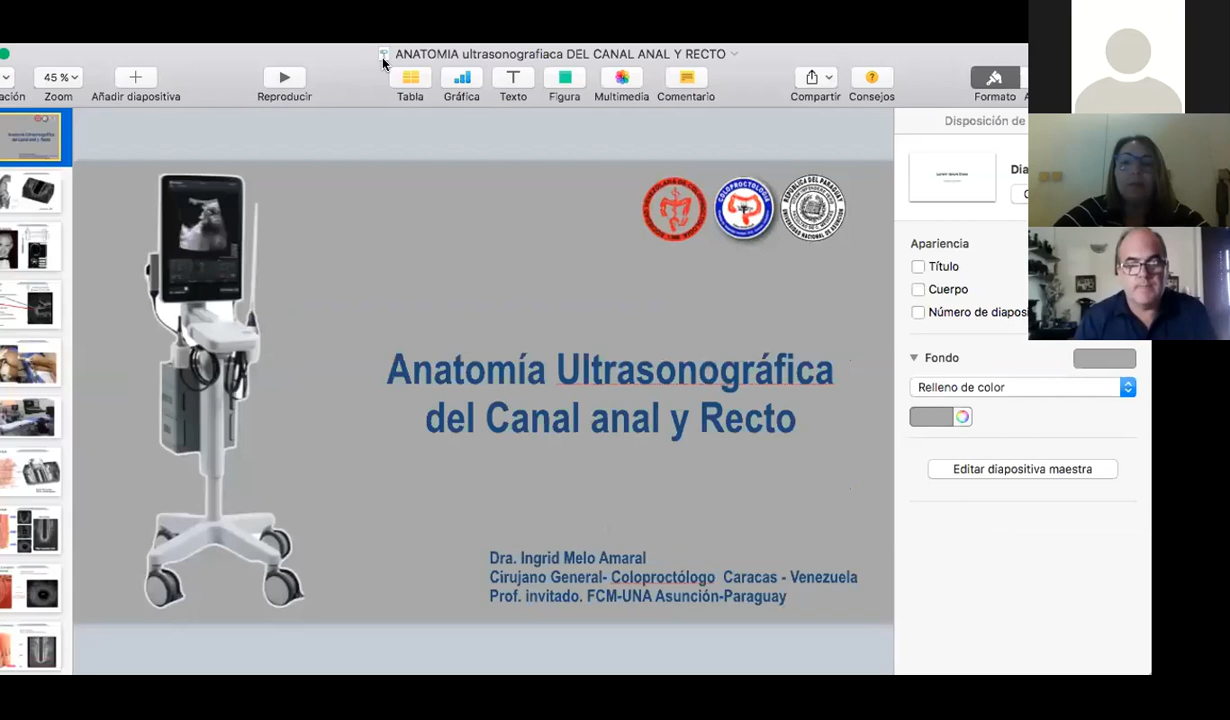 ANATOMIA ultrasonografiaca DEL CANAL ANAL Y RECTO
45 %
Zoom
Añadir diapositiva
Reproducir
Tabla
Gráfica
Texto
Figura
Multimedia
Comentario
Compartir
Consejos
Formato
Disposición de
Apariencia
Título
Cuerpo
Número de diapos
Fondo
Relleno de color
Editar diapositiva maestra
COLOPROCTOLOGIA
Anatomía Ultrasonográfica
del Canal anal y Recto
Dra. Ingrid Melo Amaral
Cirujano General- Coloproctólogo Caracas - Venezuela
Prof. invitado. FCM-UNA Asunción-Paraguay